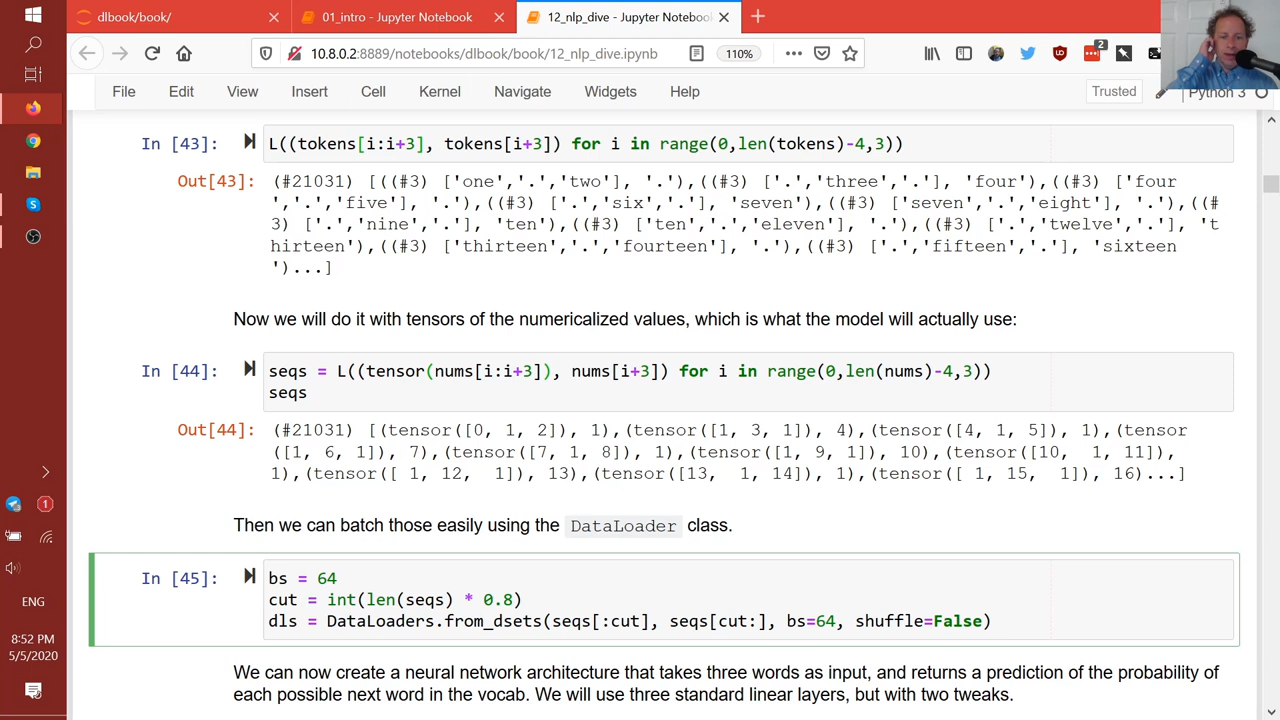 dlbook/book/
01_intro - Jupyter Notebook
12_nlp_dive - Jupyter Notebook
10.8.0.2:8889/notebooks/dlbook/book/12_nlp_dive.ipynb
110%
2
File Edit View Insert Cell Kernel Navigate Widgets Help
Trusted
Python 3
In [43]: L((tokens[i:i+3], tokens[i+3]) for i in range(0,len(tokens)-4,3))
Out[43]: (#21031) [((#3) ['one','.','two'], '.'),((#3) ['.','three','.'], 'four'),((#3) ['four
','.','five'], '.'),((#3) ['.','six','.'], 'seven'),((#3) ['seven','.','eight'], '.'),((#
3) ['.','nine','.'], 'ten'),((#3) ['ten','.','eleven'], '.'),((#3) ['.','twelve','.'], 't
hirteen'),((#3) ['thirteen','.','fourteen'], '.'),((#3) ['.','fifteen','.'], 'sixteen
')...]
Now we will do it with tensors of the numericalized values, which is what the model will actually use:
In [44]: seqs = L((tensor(nums[i:i+3]), nums[i+3]) for i in range(0,len(nums)-4,3))
seqs
Out[44]: (#21031) [(tensor([0, 1, 2]), 1),(tensor([1, 3, 1]), 4),(tensor([4, 1, 5]), 1),(tensor
([1, 6, 1]), 7),(tensor([7, 1, 8]), 1),(tensor([1, 9, 1]), 10),(tensor([10,  1, 11]),
1),(tensor([ 1, 12,  1]), 13),(tensor([13,  1, 14]), 1),(tensor([ 1, 15,  1]), 16)...]
Then we can batch those easily using the DataLoader class.
In [45]: bs = 64
cut = int(len(seqs) * 0.8)
dls = DataLoaders.from_dsets(seqs[:cut], seqs[cut:], bs=64, shuffle=False)
We can now create a neural network architecture that takes three words as input, and returns a prediction of the probability of
each possible next word in the vocab. We will use three standard linear layers, but with two tweaks.
1
ENG
8:52 PM
5/5/2020